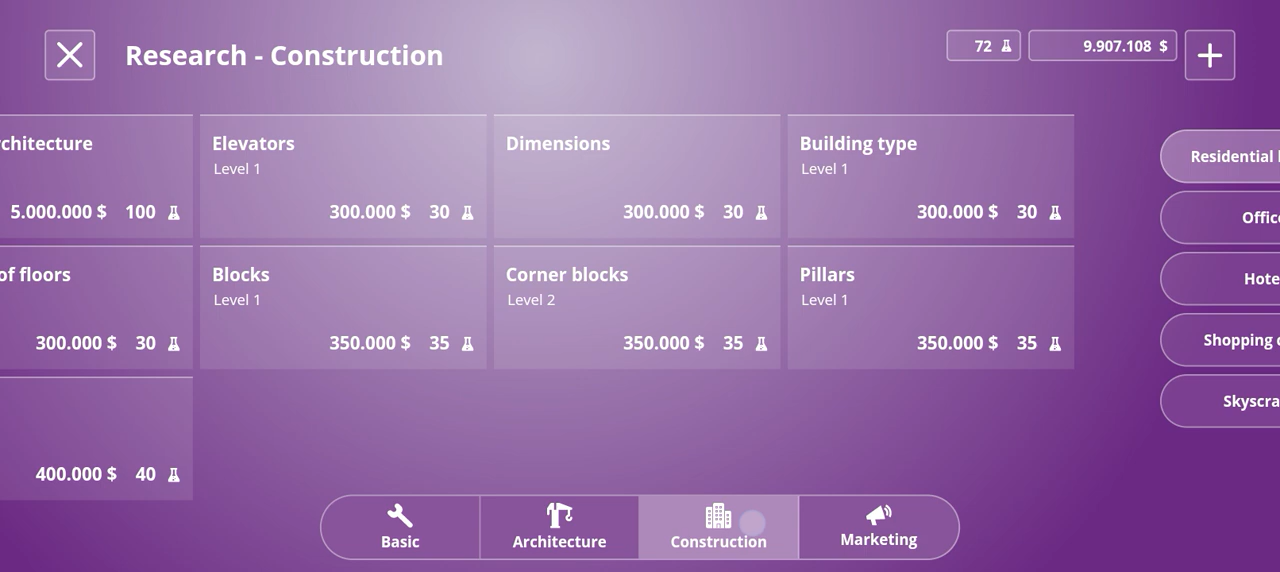 Research - Construction
72
9.907.108 $
chitecture
5.000.000 $ 100
Elevators
Level 1
300.000 $ 30
Dimensions
300.000 $ 30
Building type
Level 1
300.000 $ 30
Residential
of floors
300.000 $ 30
Blocks
Level 1
350.000 $ 35
Corner blocks
Level 2
350.000 $ 35
Pillars
Level 1
350.000 $ 35
Office
Hote
Shopping
Skyscra
400.000 $ 40
Basic
Architecture
Construction
Marketing